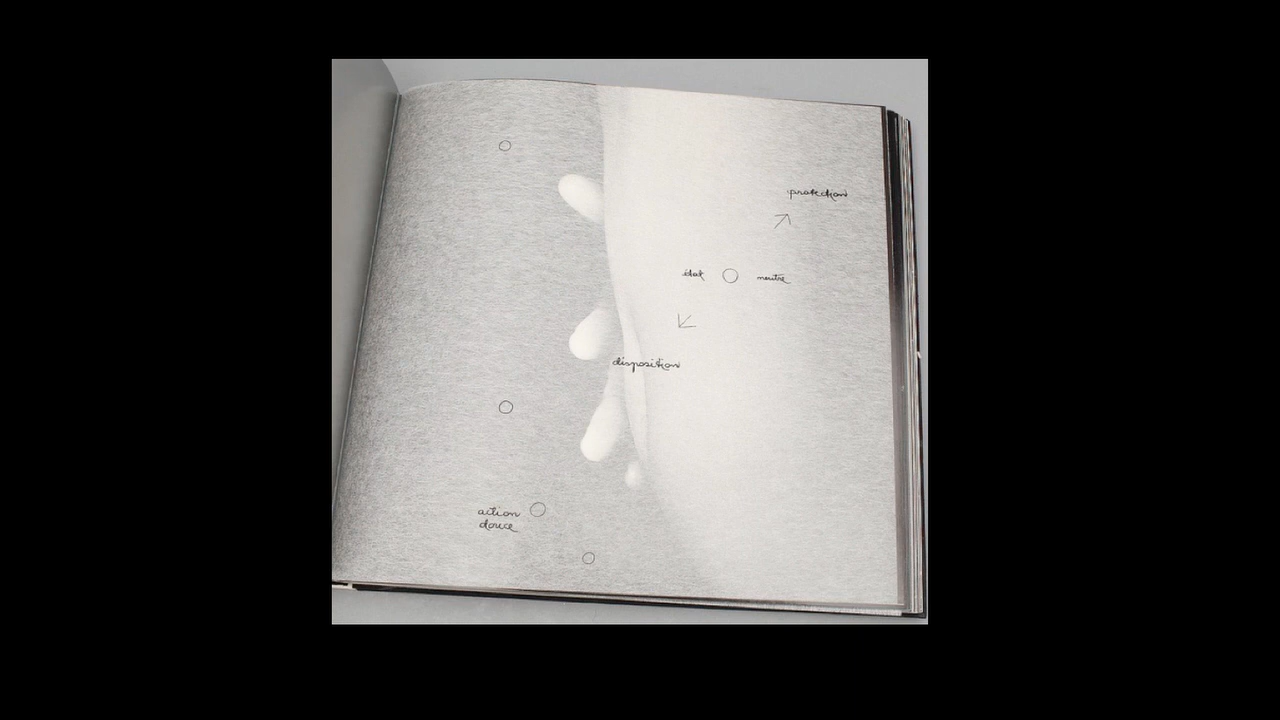 protection
état neutre
disposition
action
douce